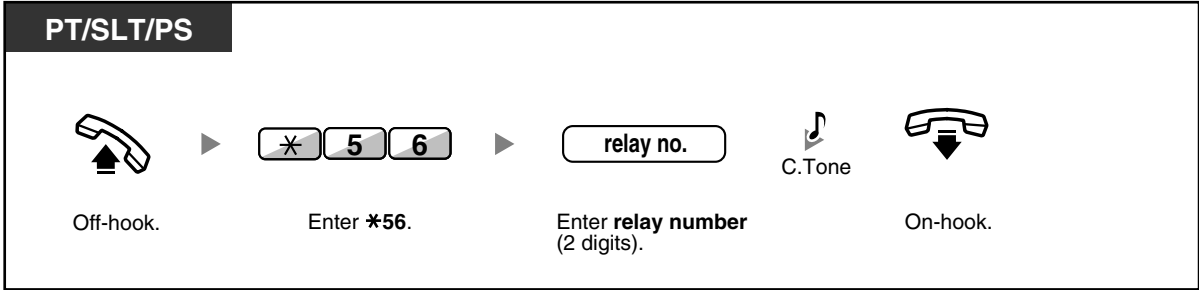 PT/SLT/PS
* 5 6
relay no.
C.Tone
Off-hook.
Enter *56.
Enter relay number
(2 digits).
On-hook.